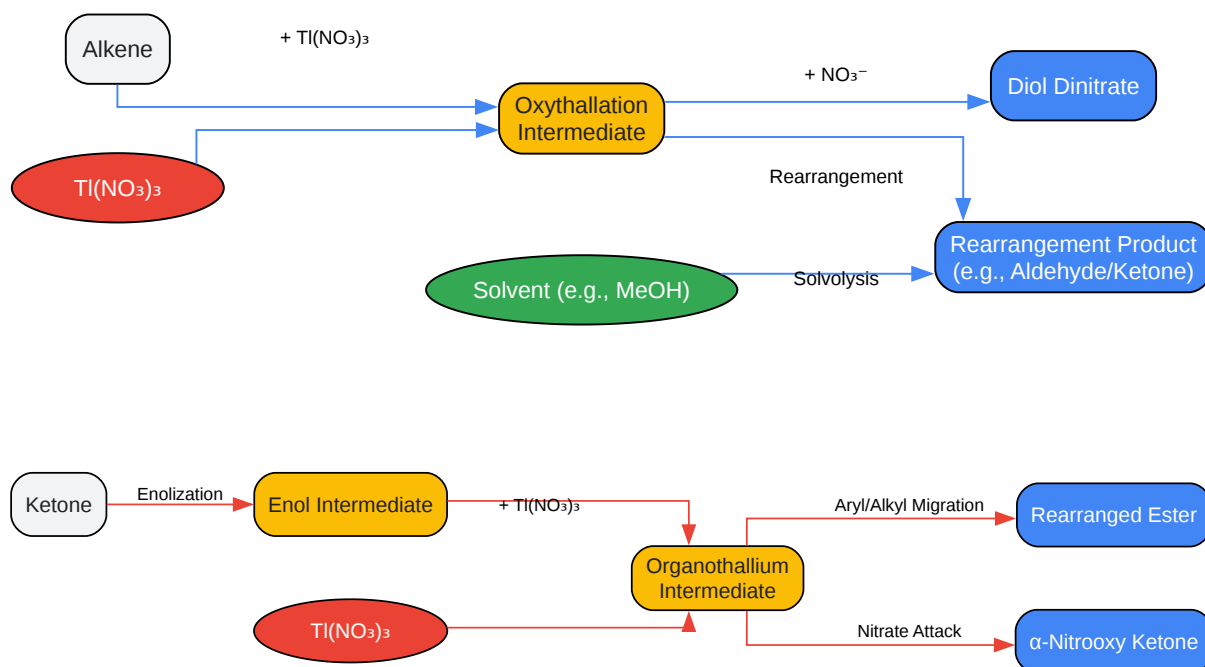 Alkene
+ Tl(NO₃)₃
Tl(NO₃)₃
Oxythallation
Intermediate
+ NO₃⁻
Diol Dinitrate
Rearrangement
Rearrangement Product
(e.g., Aldehyde/Ketone)
Solvent (e.g., MeOH)
Solvolysis
Ketone
Enolization
Enol Intermediate
+ Tl(NO₃)₃
Organothallium
Intermediate
Tl(NO₃)₃
Aryl/Alkyl Migration
Rearranged Ester
Nitrate Attack
α-Nitrooxy Ketone